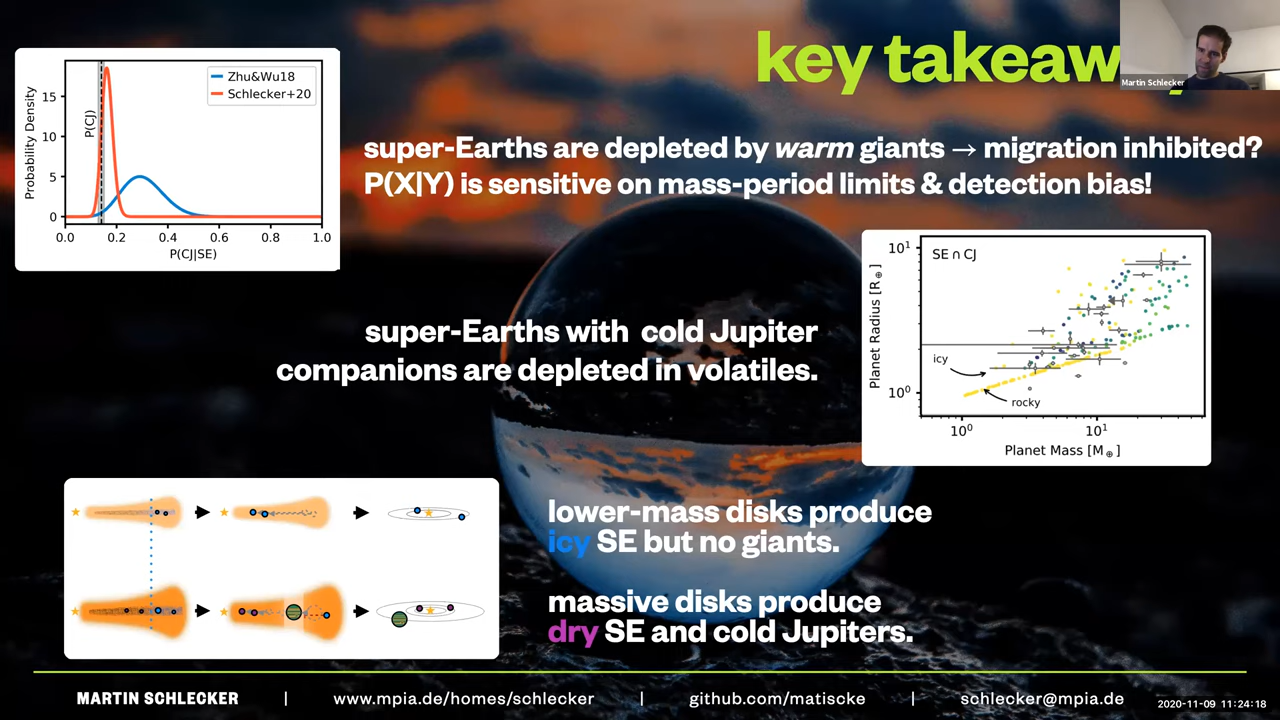 key takeaw
Martin Schlecker
Zhu&Wu18
Schlecker+20
P(CJ)
Probability Density
15
10
5
0
0.0 0.2 0.4 0.6 0.8 1.0
P(CJ|SE)
super-Earths are depleted by warm giants → migration inhibited?
P(X|Y) is sensitive on mass-period limits & detection bias!
SE ∩ CJ
Planet Radius [R⊕]
10¹
10⁰
icy
rocky
10⁰ 10¹
Planet Mass [M⊕]
super-Earths with cold Jupiter
companions are depleted in volatiles.
lower-mass disks produce
icy SE but no giants.
massive disks produce
dry SE and cold Jupiters.
MARTIN SCHLECKER | www.mpia.de/homes/schlecker | github.com/matiscke | schlecker@mpia.de
2020-11-09 11:24:18